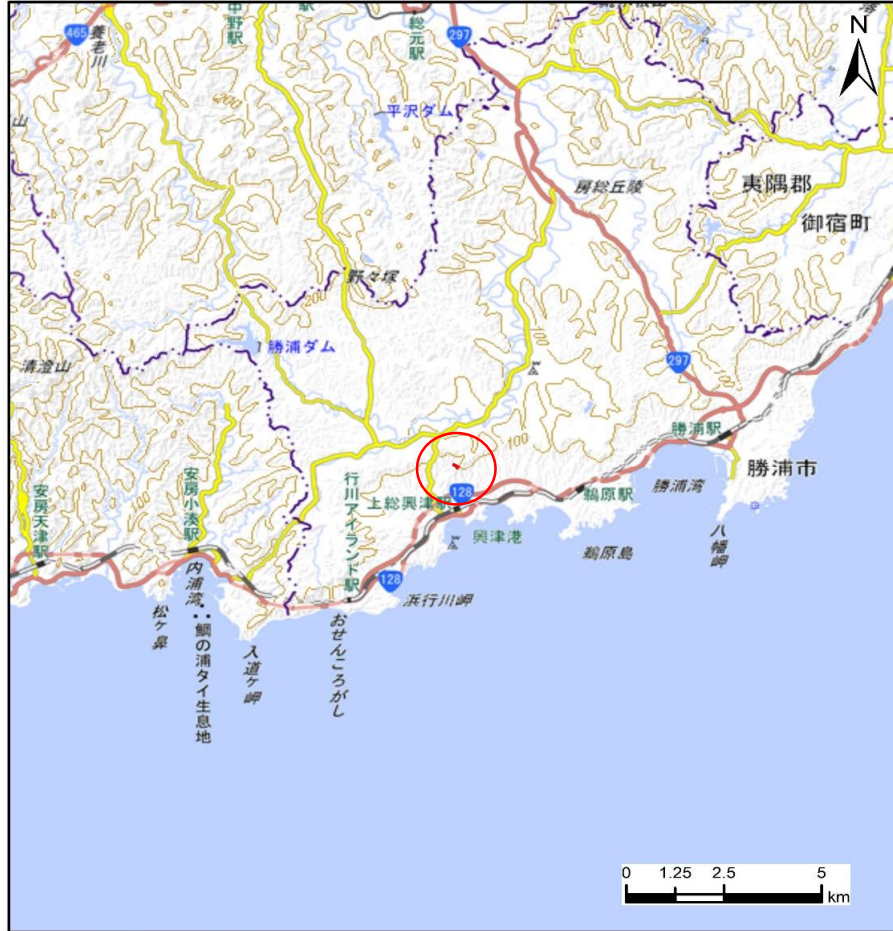 465
養老川
中野駅
総元駅
297
N
200
平沢ダム
房総丘陵
夷隅郡
御宿町
野々塚
200
勝浦ダム
清澄山
297
100
勝浦駅
勝浦市
安房天津駅
安房小湊駅
行川アイランド駅
上総興津駅
128
鵜原駅
勝浦湾
興津港
鵜原島
八幡岬
128
浜行川岬
内浦湾
松ヶ鼻
鯛の浦タイ生息地
入道ヶ岬
おせんころがし
0 1.25 2.5 5
km